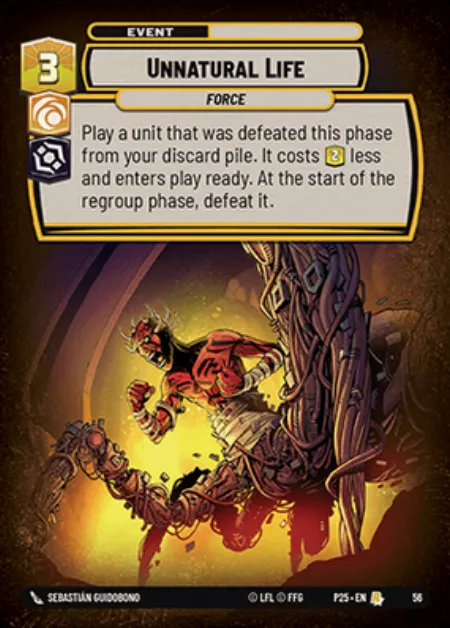 EVENT
3
UNNATURAL LIFE
FORCE
Play a unit that was defeated this phase
from your discard pile. It costs 2 less
and enters play ready. At the start of the
regroup phase, defeat it.
SEBASTIÁN GUIDOBONO © LFL © FFG P25 • EN 56